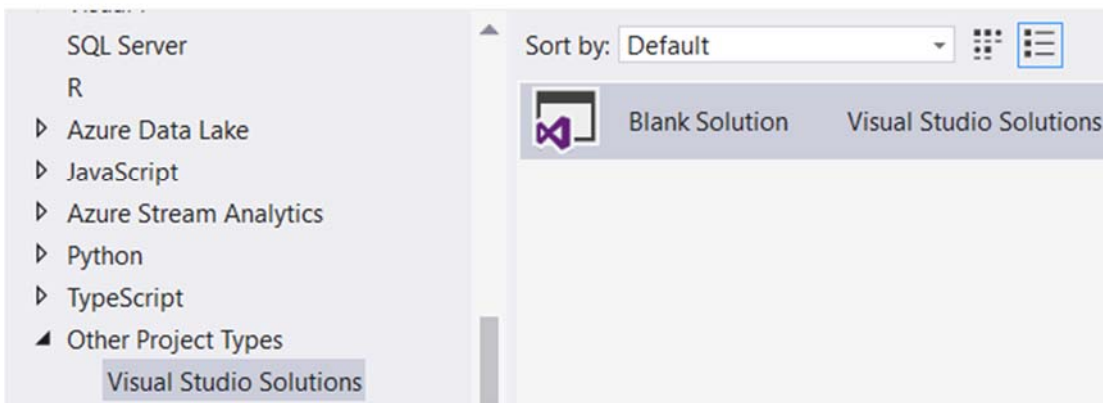 SQL Server
R
Azure Data Lake
JavaScript
Azure Stream Analytics
Python
TypeScript
Other Project Types
Visual Studio Solutions
Sort by: Default
Blank Solution Visual Studio Solutions